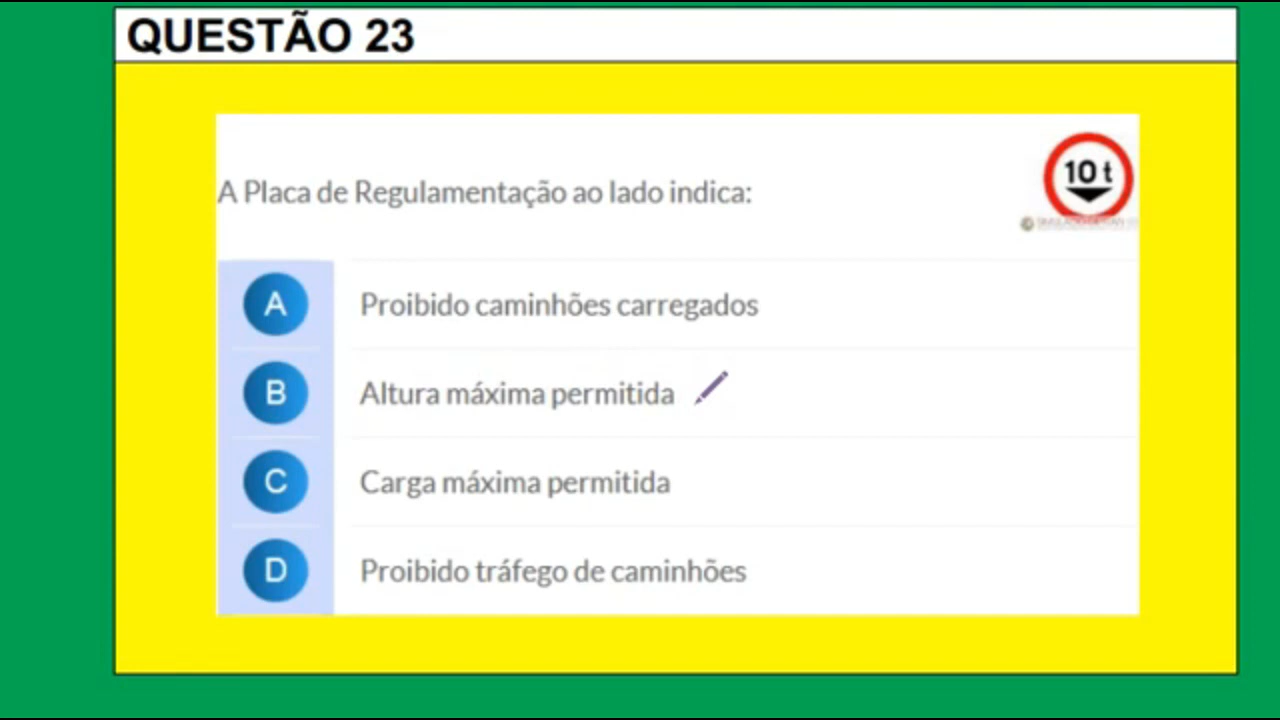 QUESTÃO 23
10 t
A Placa de Regulamentação ao lado indica:
A Proibido caminhões carregados
B Altura máxima permitida
C Carga máxima permitida
D Proibido tráfego de caminhões